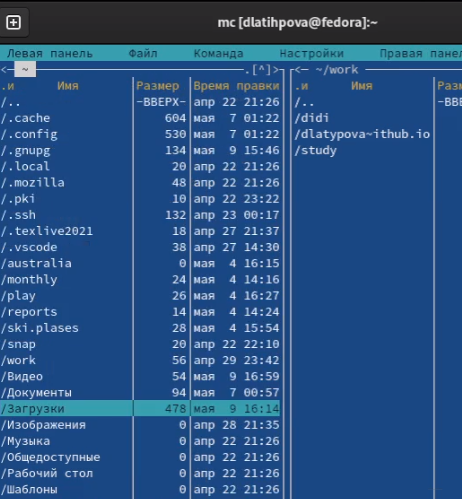 mc [dlatihpova@fedora]:~
Левая панель Файл Команда Настройки Правая панел
<─ ~ ─.[^]>┐┌<─ ~/work
.и Имя Размер Время правки .и Имя Разм
/.. -ВВЕРХ- апр 22 21:26 /.. -ВВЕ
/.cache 604 мая 7 01:22 /didi
/.config 530 мая 7 01:22 /dlatypova~ithub.io
/.gnupg 134 мая 9 15:46 /study
/.local 20 апр 22 21:26
/.mozilla 48 апр 22 21:26
/.pki 10 апр 22 23:22
/.ssh 132 апр 23 00:17
/.texlive2021 18 апр 27 21:37
/.vscode 38 апр 27 14:30
/australia 0 мая 4 16:15
/monthly 24 мая 4 14:16
/play 26 мая 4 16:27
/reports 14 мая 4 14:24
/ski.plases 28 мая 4 15:54
/snap 20 апр 22 22:10
/work 56 апр 29 23:42
/Видео 54 мая 9 16:59
/Документы 94 мая 7 00:57
/Загрузки 478 мая 9 16:14
/Изображения 0 апр 28 21:35
/Музыка 0 апр 22 21:26
/Общедоступные 0 апр 22 21:26
/Рабочий стол 0 апр 22 21:26
/Шаблоны 0 апр 22 21:26